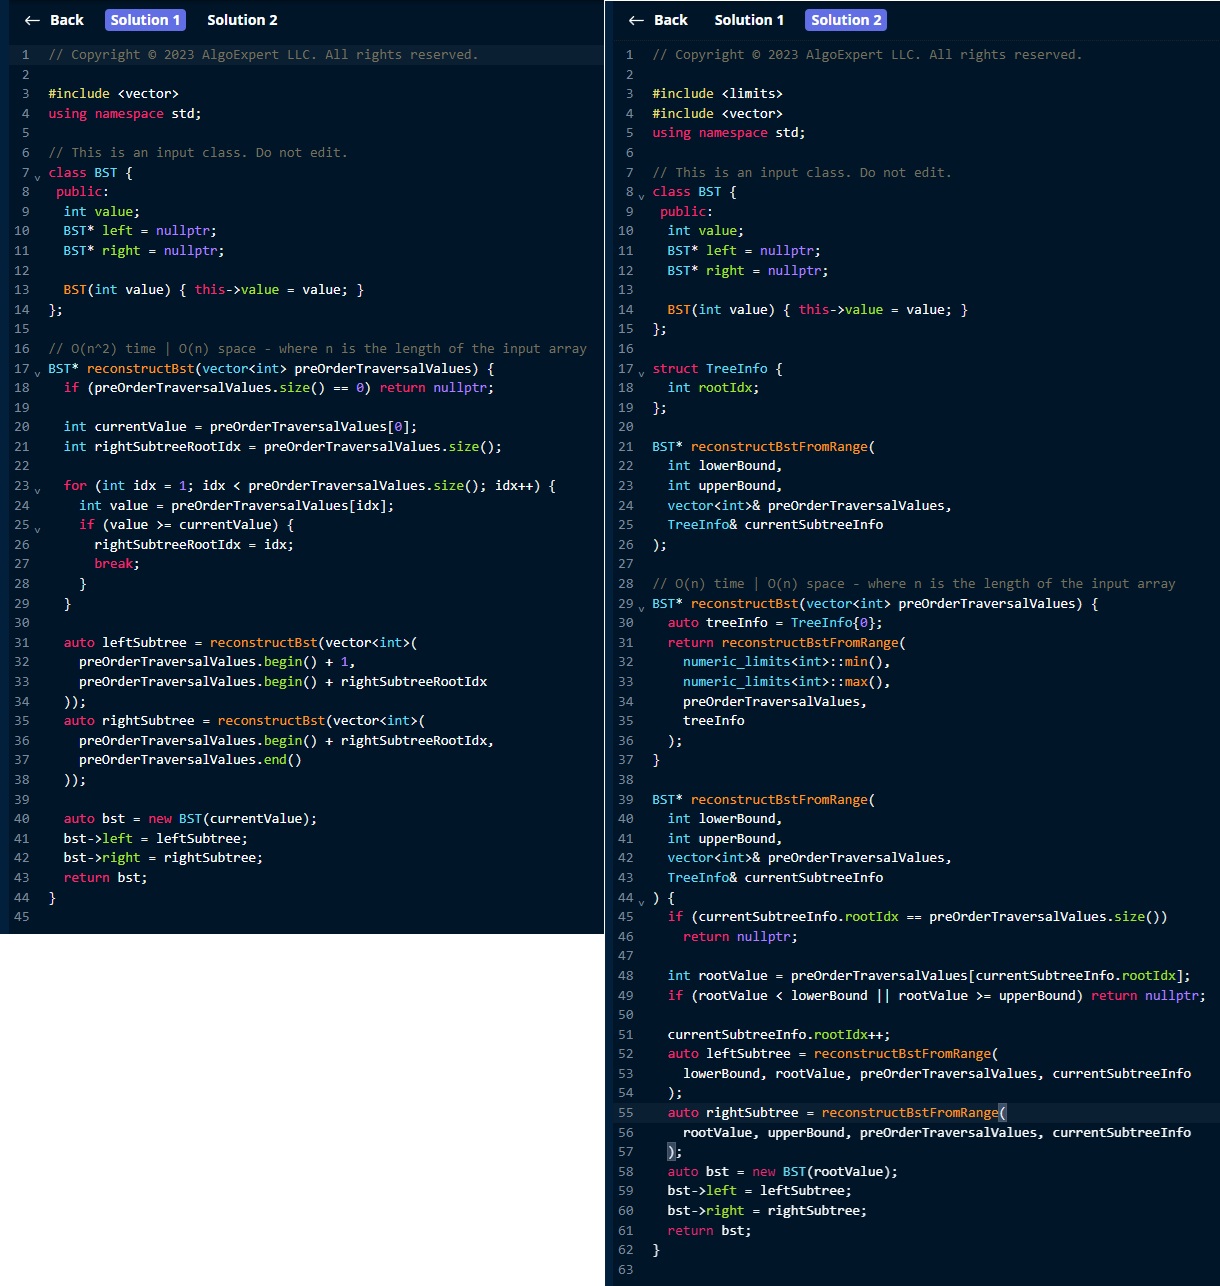 ← Back Solution 1 Solution 2
1 // Copyright © 2023 AlgoExpert LLC. All rights reserved.
2
3 #include <vector>
4 using namespace std;
5
6 // This is an input class. Do not edit.
7 class BST {
8  public:
9   int value;
10   BST* left = nullptr;
11   BST* right = nullptr;
12
13   BST(int value) { this->value = value; }
14 };
15
16 // O(n^2) time | O(n) space - where n is the length of the input array
17 BST* reconstructBst(vector<int> preOrderTraversalValues) {
18   if (preOrderTraversalValues.size() == 0) return nullptr;
19
20   int currentValue = preOrderTraversalValues[0];
21   int rightSubtreeRootIdx = preOrderTraversalValues.size();
22
23   for (int idx = 1; idx < preOrderTraversalValues.size(); idx++) {
24     int value = preOrderTraversalValues[idx];
25     if (value >= currentValue) {
26       rightSubtreeRootIdx = idx;
27       break;
28     }
29   }
30
31   auto leftSubtree = reconstructBst(vector<int>(
32     preOrderTraversalValues.begin() + 1,
33     preOrderTraversalValues.begin() + rightSubtreeRootIdx
34   ));
35   auto rightSubtree = reconstructBst(vector<int>(
36     preOrderTraversalValues.begin() + rightSubtreeRootIdx,
37     preOrderTraversalValues.end()
38   ));
39
40   auto bst = new BST(currentValue);
41   bst->left = leftSubtree;
42   bst->right = rightSubtree;
43   return bst;
44 }
45
← Back Solution 1 Solution 2
1 // Copyright © 2023 AlgoExpert LLC. All rights reserved.
2
3 #include <limits>
4 #include <vector>
5 using namespace std;
6
7 // This is an input class. Do not edit.
8 class BST {
9  public:
10   int value;
11   BST* left = nullptr;
12   BST* right = nullptr;
13
14   BST(int value) { this->value = value; }
15 };
16
17 struct TreeInfo {
18   int rootIdx;
19 };
20
21 BST* reconstructBstFromRange(
22   int lowerBound,
23   int upperBound,
24   vector<int>& preOrderTraversalValues,
25   TreeInfo& currentSubtreeInfo
26 );
27
28 // O(n) time | O(n) space - where n is the length of the input array
29 BST* reconstructBst(vector<int> preOrderTraversalValues) {
30   auto treeInfo = TreeInfo{0};
31   return reconstructBstFromRange(
32     numeric_limits<int>::min(),
33     numeric_limits<int>::max(),
34     preOrderTraversalValues,
35     treeInfo
36   );
37 }
38
39 BST* reconstructBstFromRange(
40   int lowerBound,
41   int upperBound,
42   vector<int>& preOrderTraversalValues,
43   TreeInfo& currentSubtreeInfo
44 ) {
45   if (currentSubtreeInfo.rootIdx == preOrderTraversalValues.size())
46     return nullptr;
47
48   int rootValue = preOrderTraversalValues[currentSubtreeInfo.rootIdx];
49   if (rootValue < lowerBound || rootValue >= upperBound) return nullptr;
50
51   currentSubtreeInfo.rootIdx++;
52   auto leftSubtree = reconstructBstFromRange(
53     lowerBound, rootValue, preOrderTraversalValues, currentSubtreeInfo
54   );
55   auto rightSubtree = reconstructBstFromRange(
56     rootValue, upperBound, preOrderTraversalValues, currentSubtreeInfo
57   );
58   auto bst = new BST(rootValue);
59   bst->left = leftSubtree;
60   bst->right = rightSubtree;
61   return bst;
62 }
63